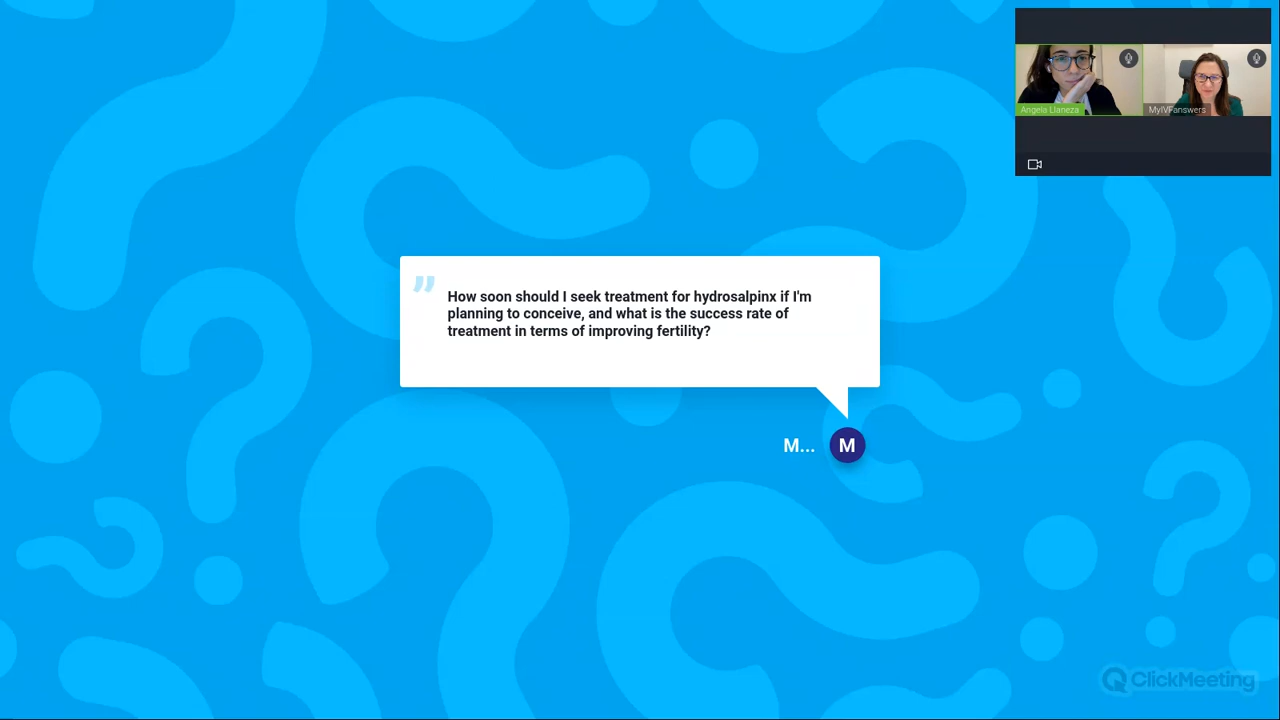 Angela Llaneza
MyIVFanswers
How soon should I seek treatment for hydrosalpinx if I'm
planning to conceive, and what is the success rate of
treatment in terms of improving fertility?
M... M
ClickMeeting